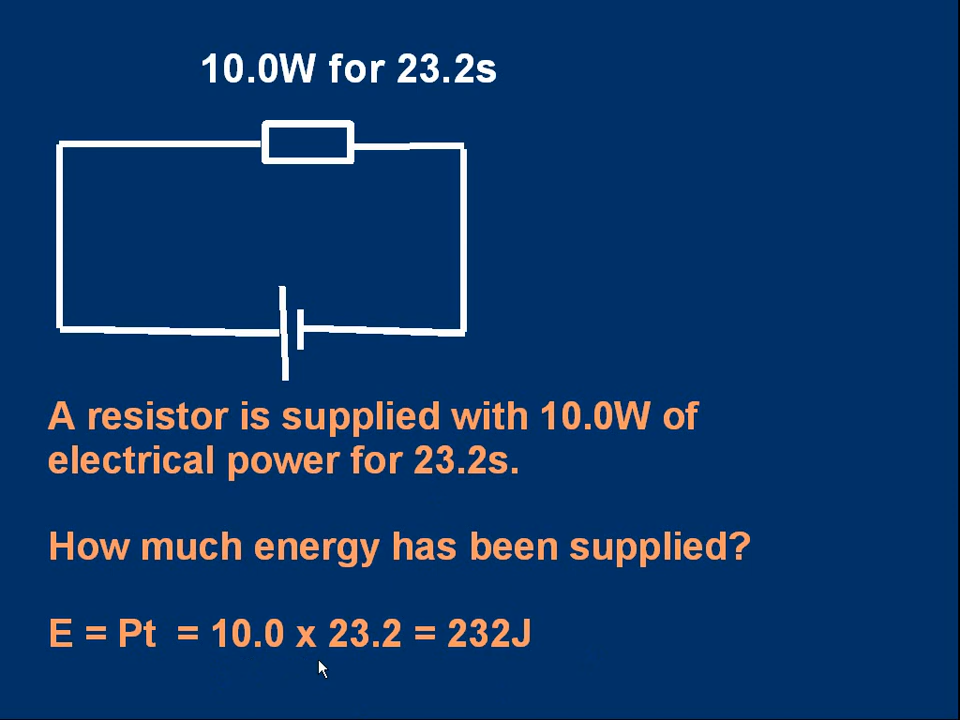 10.0W for 23.2s
A resistor is supplied with 10.0W of
electrical power for 23.2s.
How much energy has been supplied?
E = Pt = 10.0 x 23.2 = 232J